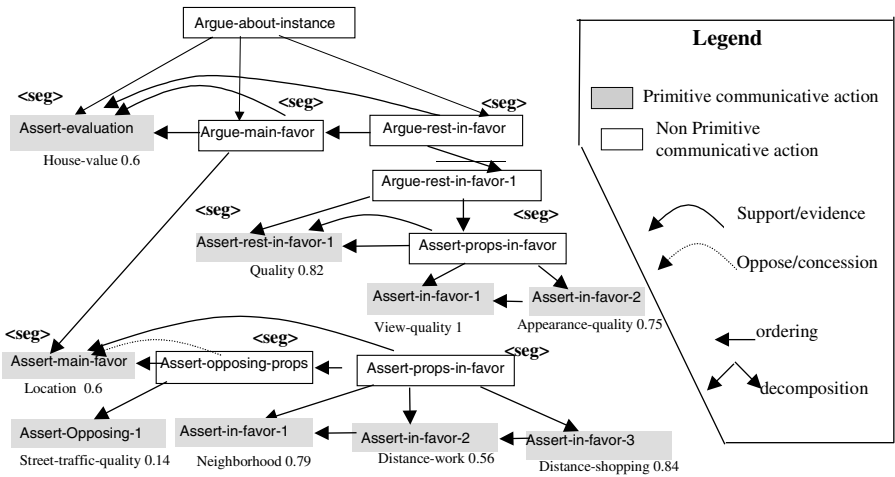 Argue-about-instance
Legend
<seg>
<seg>
<seg>
Primitive communicative action
Assert-evaluation
Argue-main-favor
Argue-rest-in-favor
Non Primitive
communicative action
House-value 0.6
Argue-rest-in-favor-1
<seg>
<seg>
Support/evidence
Assert-rest-in-favor-1
Assert-props-in-favor
Quality 0.82
Oppose/concession
Assert-in-favor-1
Assert-in-favor-2
View-quality 1
Appearance-quality 0.75
<seg>
<seg>
<seg>
ordering
Assert-main-favor
Assert-opposing-props
Assert-props-in-favor
Location 0.6
decomposition
Assert-Opposing-1
Assert-in-favor-1
Assert-in-favor-2
Assert-in-favor-3
Street-traffic-quality 0.14
Neighborhood 0.79
Distance-work 0.56
Distance-shopping 0.84